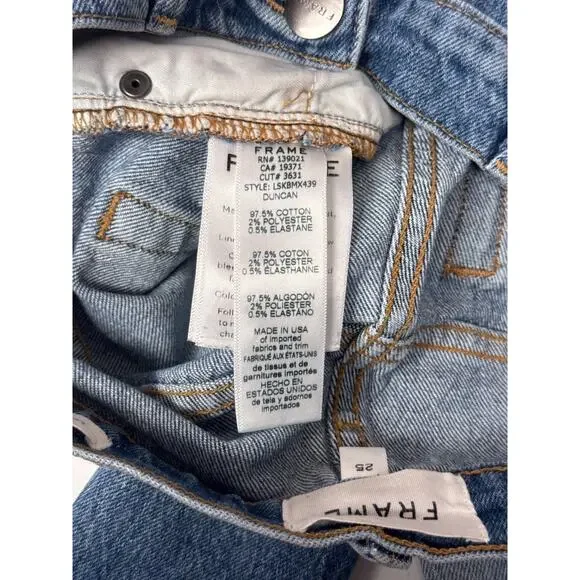 FRAME
FRAME
RN# 139021
CA# 19371
CUT# 3631
STYLE: LSKBMX439
DUNCAN
97.5% COTTON
2% POLYESTER
0.5% ELASTANE
97.5% COTON
2% POLYESTER
0.5% ELASTHANNE
97.5% ALGODÓN
2% POLIESTER
0.5% ELASTANO
MADE IN USA
of imported
fabrics and trim
FABRIQUÉ AUX ÉTATS-UNIS
de tissus et de
garnitures importés
HECHO EN
ESTADOS UNIDOS
de tela y adornos
importados
25
FRAME